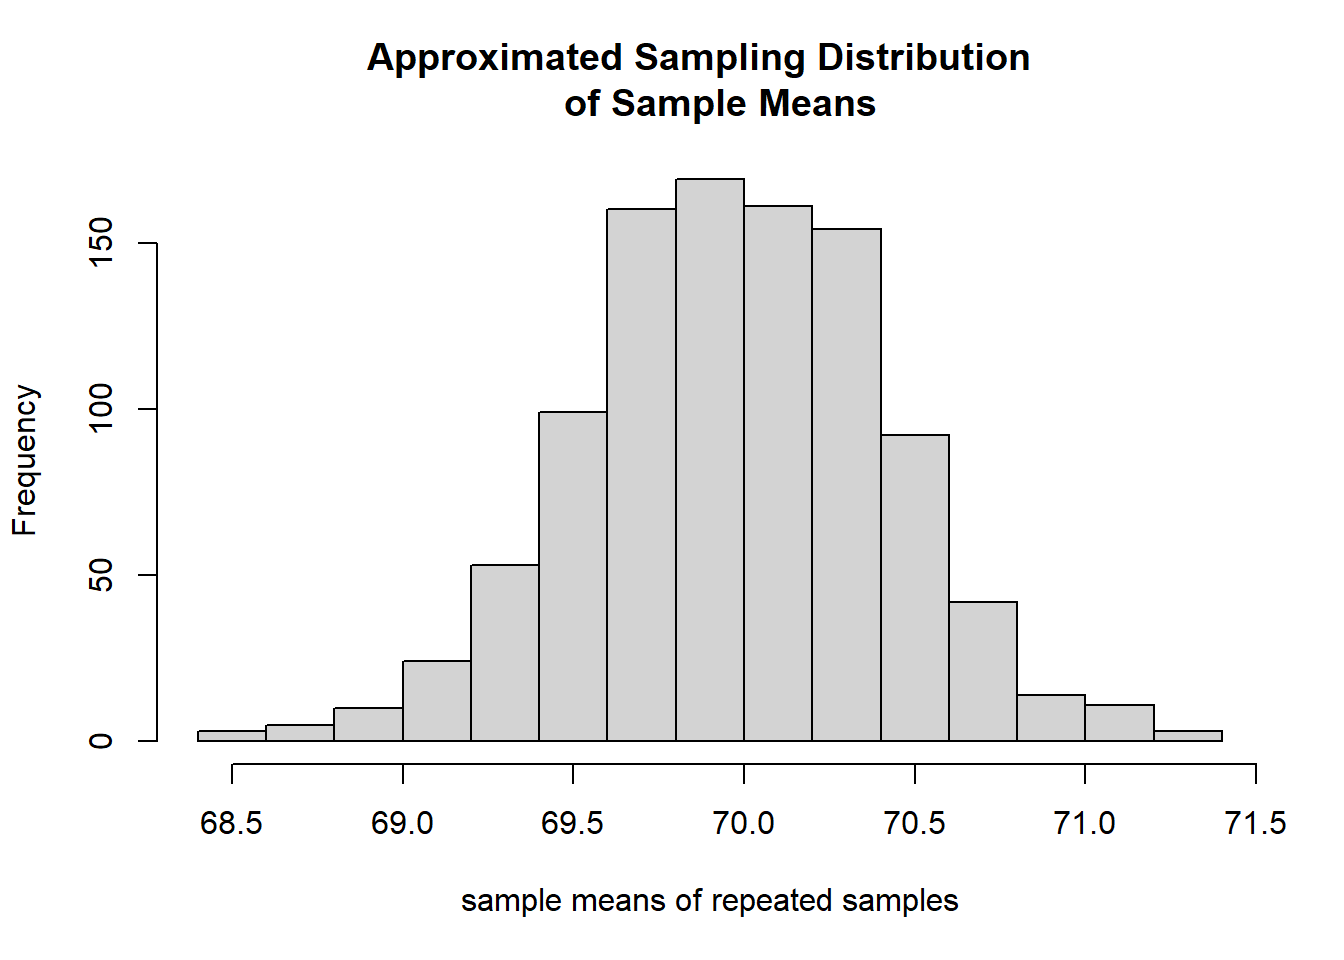 Approximated Sampling Distribution
of Sample Means
150
100
50
0
Frequency
68.5 69.0 69.5 70.0 70.5 71.0 71.5
sample means of repeated samples